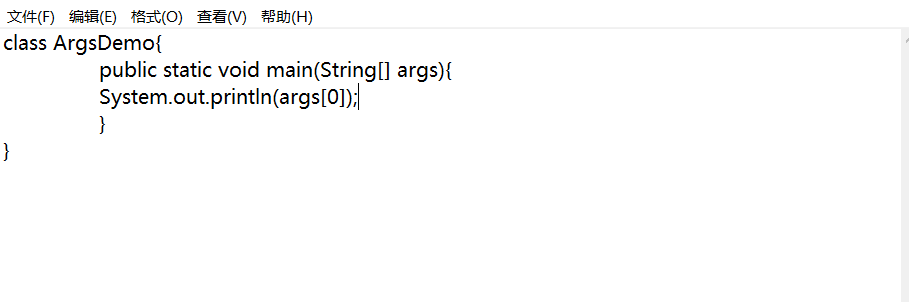 文件(F) 编辑(E) 格式(O) 查看(V) 帮助(H)
class ArgsDemo{
public static void main(String[] args){
System.out.println(args[0]);
}
}